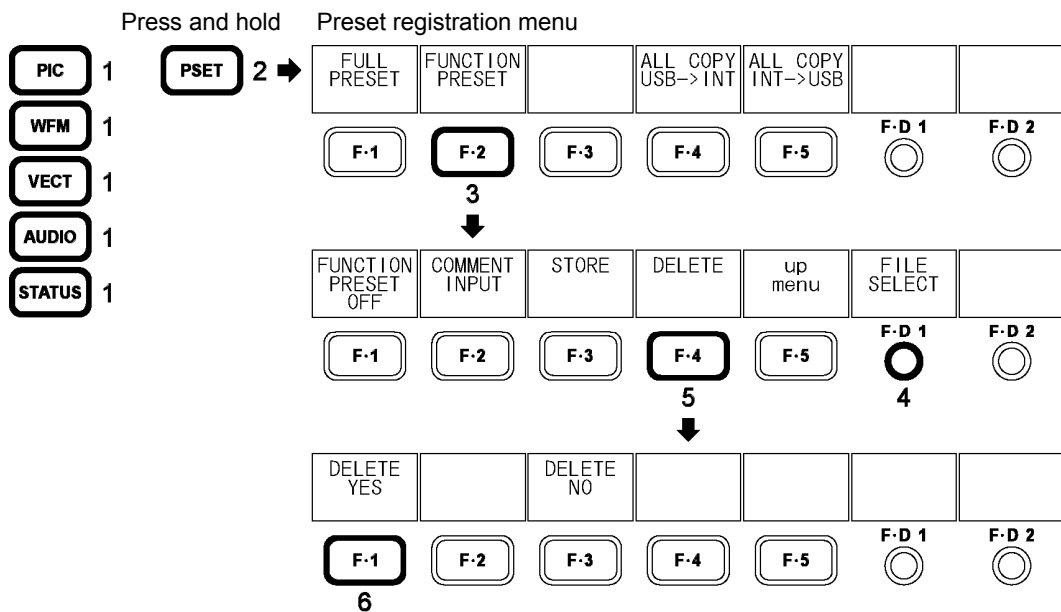 Press and hold Preset registration menu
PIC 1
WFM 1
VECT 1
AUDIO 1
STATUS 1
PSET 2
FULL PRESET
FUNCTION PRESET
ALL COPY USB->INT
ALL COPY INT->USB
F·D 1 F·D 2
F·1 F·2 F·3 F·4 F·5
3
FUNCTION PRESET OFF
COMMENT INPUT
STORE
DELETE
up menu
FILE SELECT
F·D 1 F·D 2
F·1 F·2 F·3 F·4 F·5
5 4
DELETE YES
DELETE NO
F·D 1 F·D 2
F·1 F·2 F·3 F·4 F·5
6